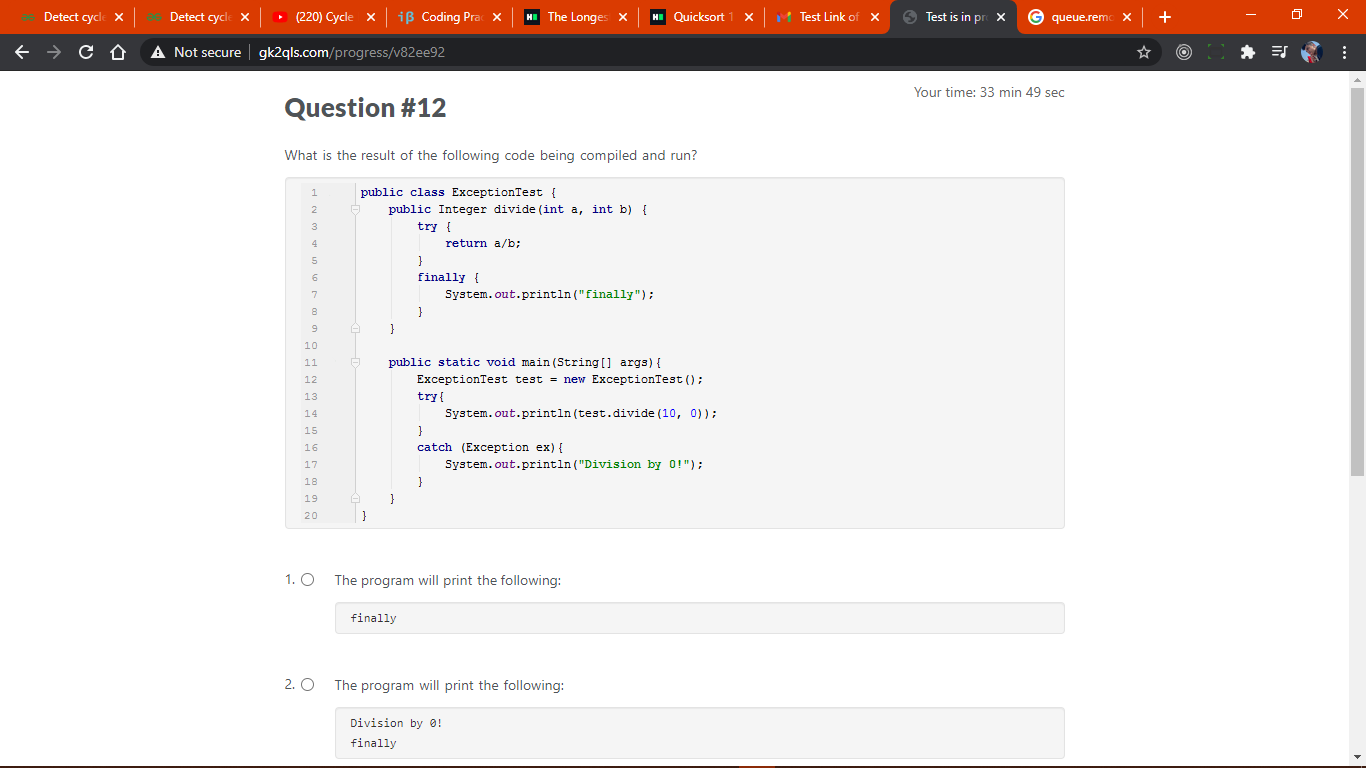 Detect cycle
Detect cycle
(220) Cycle
iβ Coding Prac
The Longes
Quicksort 1
Test Link of
Test is in pr
queue.remo
Not secure
gk2qls.com/progress/v82ee92
Your time: 33 min 49 sec
Question #12
What is the result of the following code being compiled and run?
1 public class ExceptionTest {
2 public Integer divide(int a, int b) {
3 try {
4 return a/b;
5 }
6 finally {
7 System.out.println("finally");
8 }
9 }
10
11 public static void main(String[] args){
12 ExceptionTest test = new ExceptionTest();
13 try{
14 System.out.println(test.divide(10, 0));
15 }
16 catch (Exception ex){
17 System.out.println("Division by 0!");
18 }
19 }
20 }
1. The program will print the following:
finally
2. The program will print the following:
Division by 0!
finally